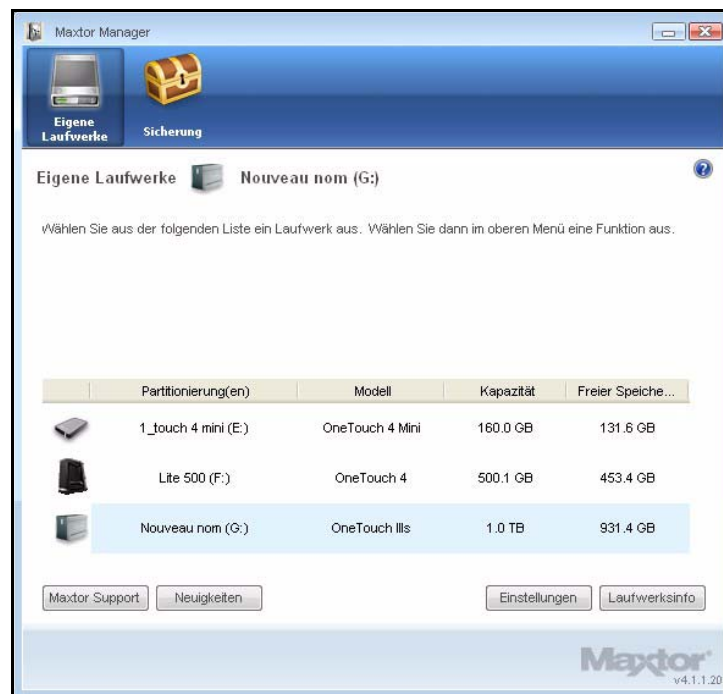 Maxtor Manager
Eigene
Laufwerke
Sicherung
Eigene Laufwerke Nouveau nom (G:)
Wählen Sie aus der folgenden Liste ein Laufwerk aus. Wählen Sie dann im oberen Menü eine Funktion aus.
Partitionierung(en) Modell Kapazität Freier Speiche...
1_touch 4 mini (E:) OneTouch 4 Mini 160.0 GB 131.6 GB
Lite 500 (F:) OneTouch 4 500.1 GB 453.4 GB
Nouveau nom (G:) OneTouch IIIs 1.0 TB 931.4 GB
Maxtor Support Neuigkeiten Einstellungen Laufwerksinfo
Maxtor
v4.1.1.20